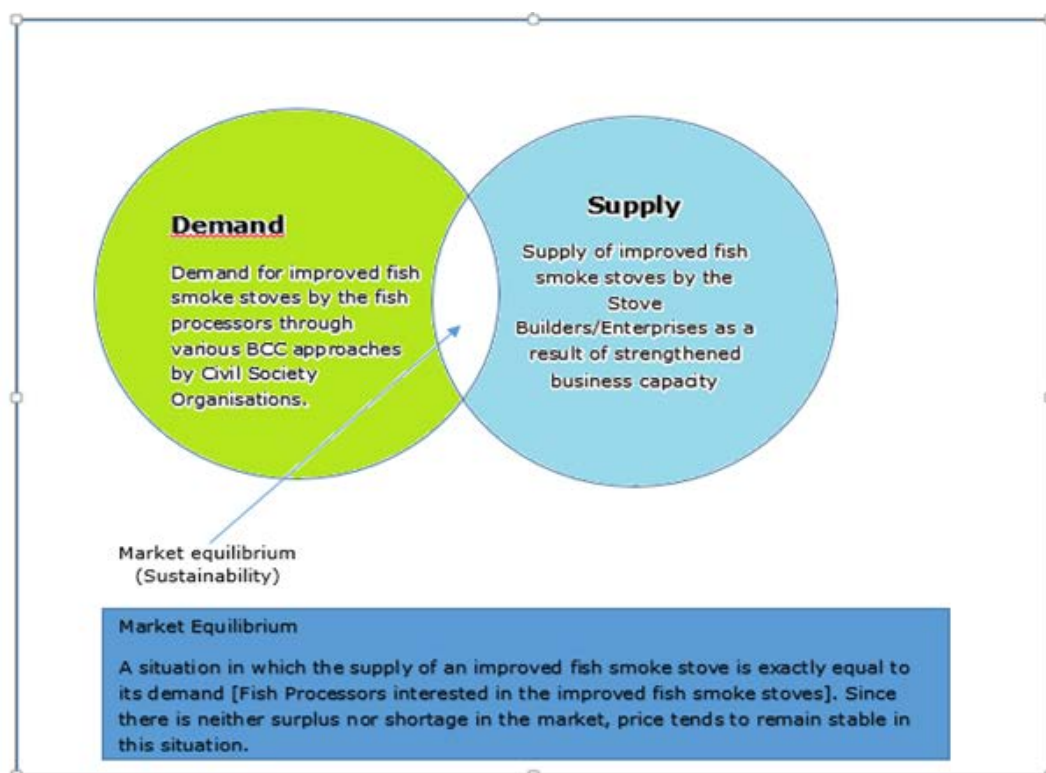 Demand
Demand for improved fish
smoke stoves by the fish
processors through
various BCC approaches
by Civil Society
Organisations.
Supply
Supply of improved fish
smoke stoves by the
Stove
Builders/Enterprises as a
result of strengthened
business capacity
Market equilibrium
(Sustainability)
Market Equilibrium
A situation in which the supply of an improved fish smoke stove is exactly equal to
its demand [Fish Processors interested in the improved fish smoke stoves]. Since
there is neither surplus nor shortage in the market, price tends to remain stable in
this situation.